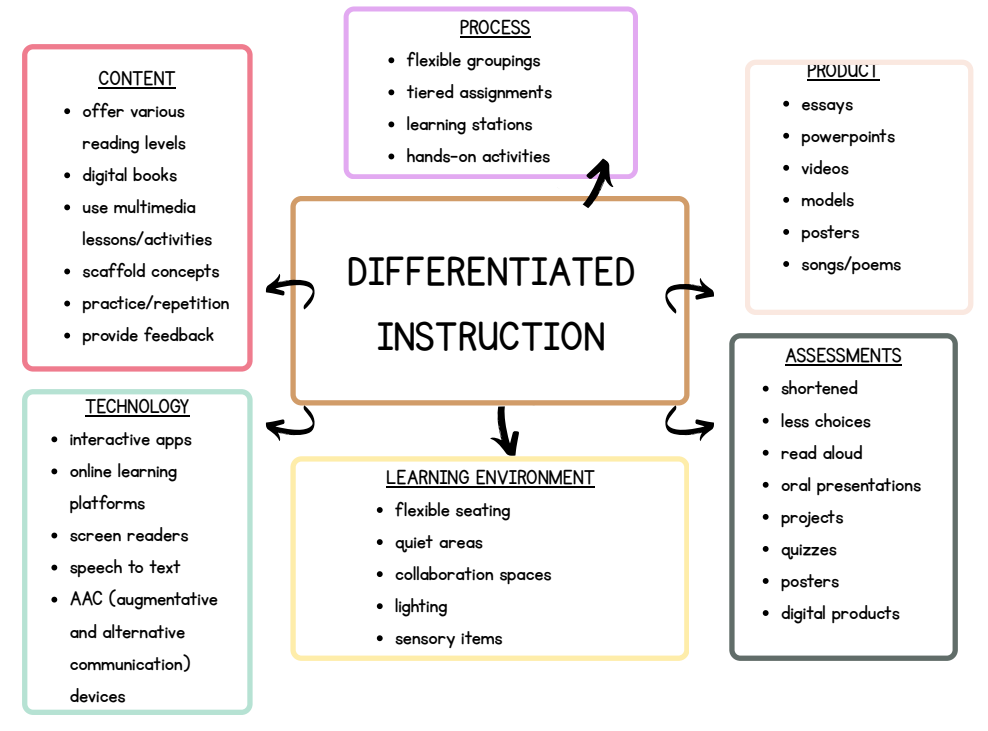 PROCESS
• flexible groupings
• tiered assignments
• learning stations
• hands-on activities
CONTENT
• offer various
reading levels
• digital books
• use multimedia
lessons/activities
• scaffold concepts
• practice/repetition
• provide feedback
PRODUCT
• essays
• powerpoints
• videos
• models
• posters
• songs/poems
DIFFERENTIATED
INSTRUCTION
TECHNOLOGY
• interactive apps
• online learning
platforms
• screen readers
• speech to text
• AAC (augmentative
and alternative
communication)
devices
LEARNING ENVIRONMENT
• flexible seating
• quiet areas
• collaboration spaces
• lighting
• sensory items
ASSESSMENTS
• shortened
• less choices
• read aloud
• oral presentations
• projects
• quizzes
• posters
• digital products